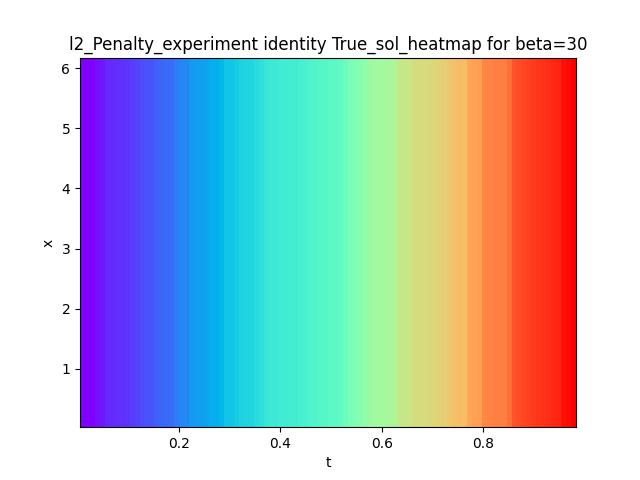 l2_Penalty_experiment identity True_sol_heatmap for beta=30
6
5
4
3
2
1
x
0.2 0.4 0.6 0.8
t